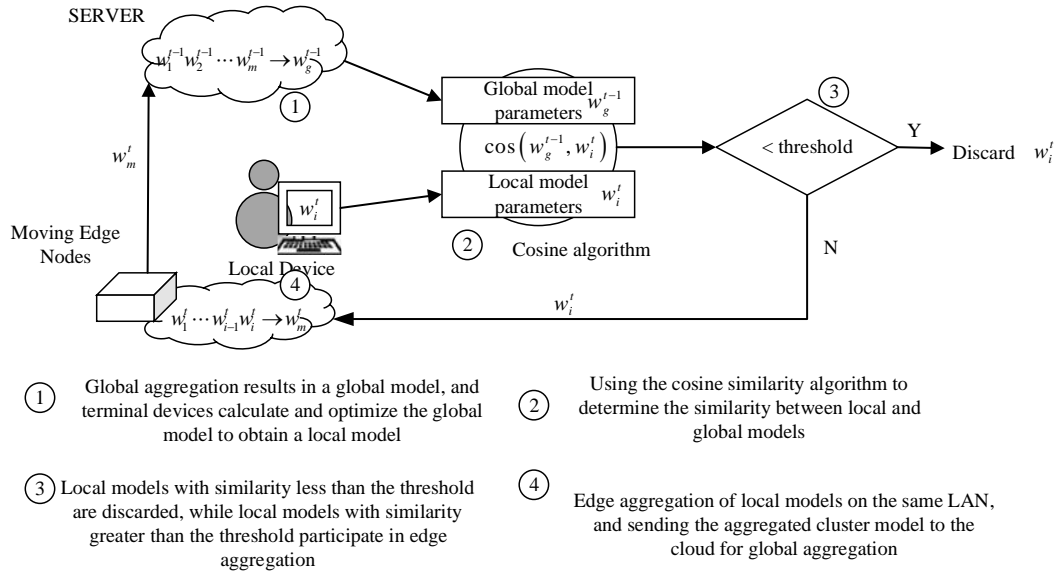 SERVER
w_1^{t-1} w_2^{t-1} ⋯ w_m^{t-1} → w_g^{t-1}
1
Global model
parameters w_g^{t-1}
cos(w_g^{t-1}, w_i^t)
Local model
parameters w_i^t
2
Cosine algorithm
3
< threshold
Y
Discard w_i^t
N
w_m^t
w_i^t
Local Device
Moving Edge
Nodes
4
w_1^t ⋯ w_{i-1}^t w_i^t → w_m^t
w_i^t
1
Global aggregation results in a global model, and
terminal devices calculate and optimize the global
model to obtain a local model
2
Using the cosine similarity algorithm to
determine the similarity between local and
global models
3
Local models with similarity less than the threshold
are discarded, while local models with similarity
greater than the threshold participate in edge
aggregation
4
Edge aggregation of local models on the same LAN,
and sending the aggregated cluster model to the
cloud for global aggregation